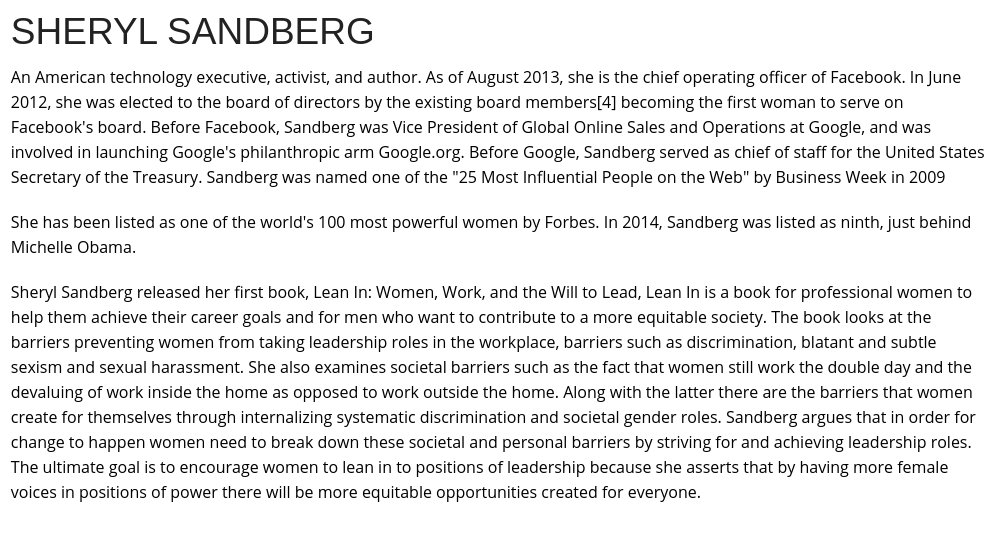 SHERYL SANDBERG
An American technology executive, activist, and author. As of August 2013, she is the chief operating officer of Facebook. In June
2012, she was elected to the board of directors by the existing board members[4] becoming the first woman to serve on
Facebook's board. Before Facebook, Sandberg was Vice President of Global Online Sales and Operations at Google, and was
involved in launching Google's philanthropic arm Google.org. Before Google, Sandberg served as chief of staff for the United States
Secretary of the Treasury. Sandberg was named one of the "25 Most Influential People on the Web" by Business Week in 2009
She has been listed as one of the world's 100 most powerful women by Forbes. In 2014, Sandberg was listed as ninth, just behind
Michelle Obama.
Sheryl Sandberg released her first book, Lean In: Women, Work, and the Will to Lead, Lean In is a book for professional women to
help them achieve their career goals and for men who want to contribute to a more equitable society. The book looks at the
barriers preventing women from taking leadership roles in the workplace, barriers such as discrimination, blatant and subtle
sexism and sexual harassment. She also examines societal barriers such as the fact that women still work the double day and the
devaluing of work inside the home as opposed to work outside the home. Along with the latter there are the barriers that women
create for themselves through internalizing systematic discrimination and societal gender roles. Sandberg argues that in order for
change to happen women need to break down these societal and personal barriers by striving for and achieving leadership roles.
The ultimate goal is to encourage women to lean in to positions of leadership because she asserts that by having more female
voices in positions of power there will be more equitable opportunities created for everyone.